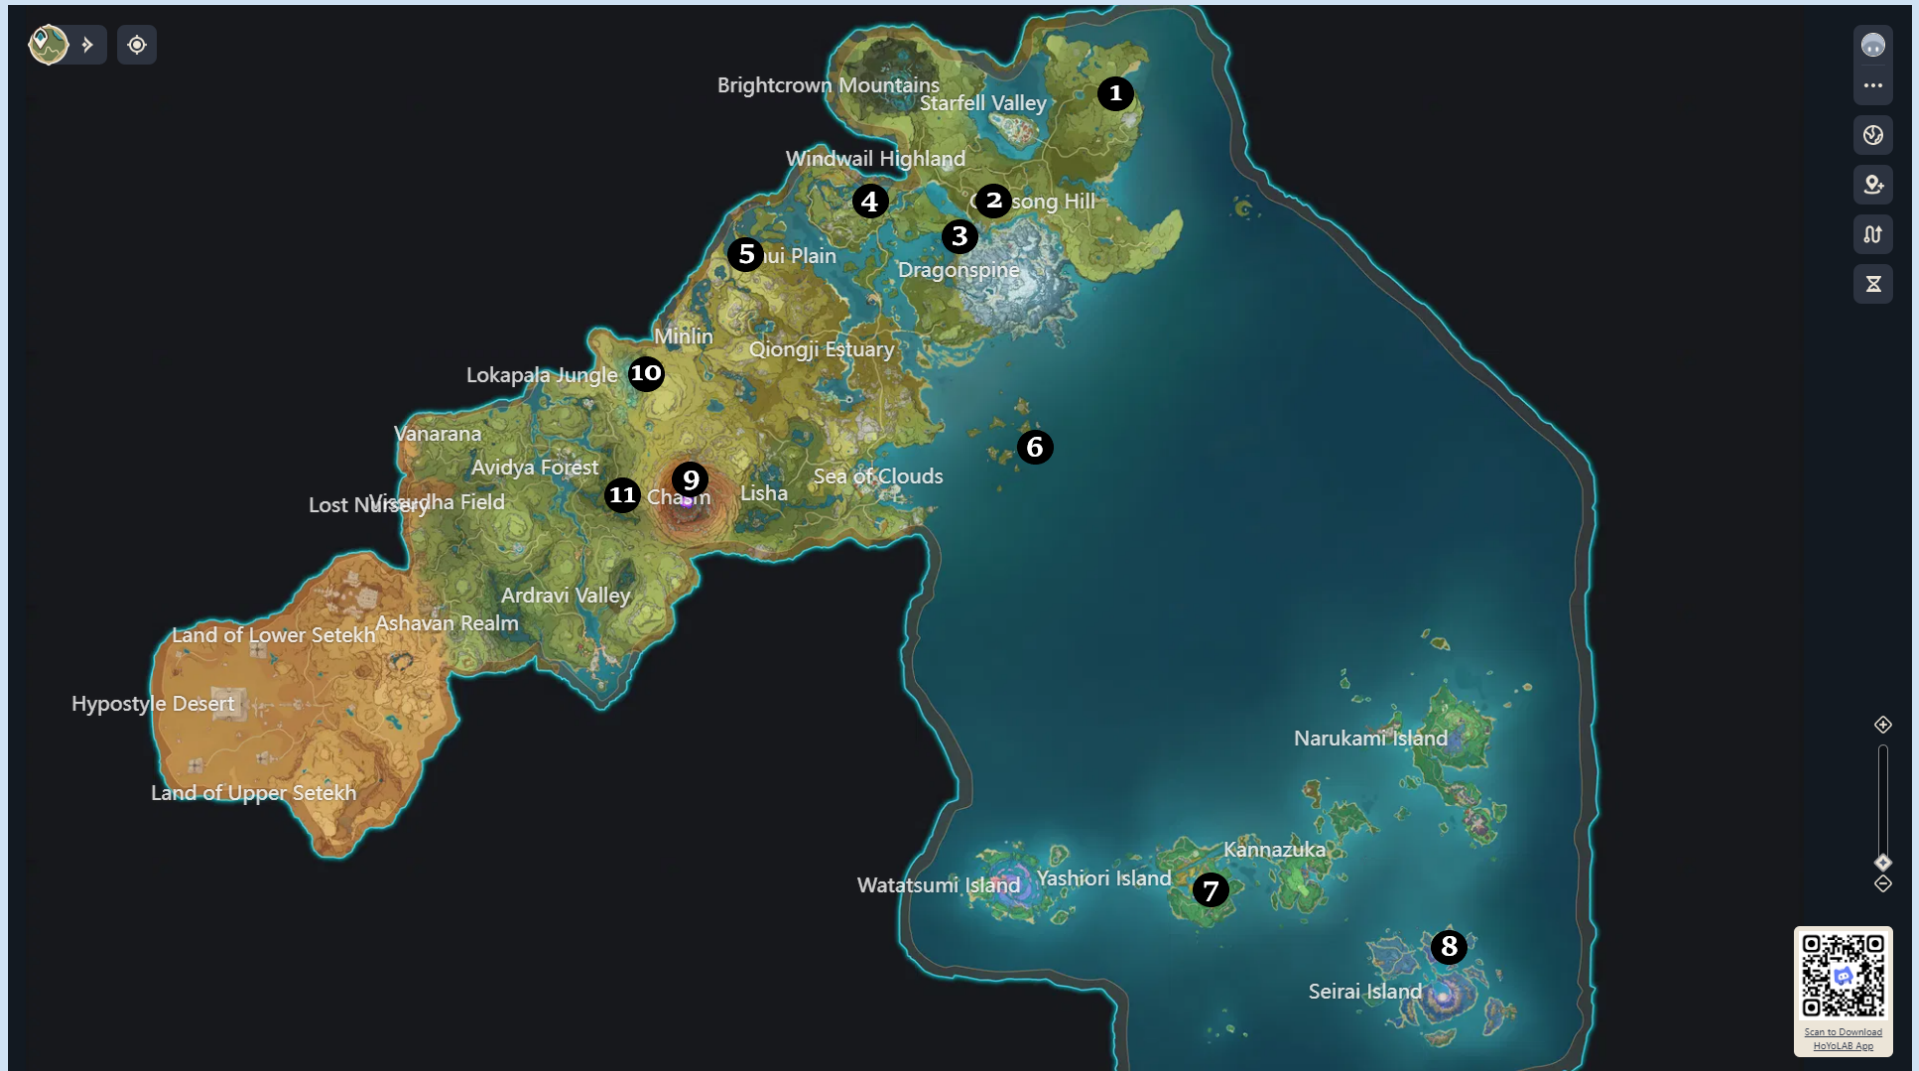 Brightcrown Mountains
1
Starfell Valley
Windwail Highland
4
2
song Hill
3
5
ui Plain
Dragonspine
Minlin
Qiongji Estuary
Lokapala Jungle
10
Vanarana
6
Avidya Forest
9
Sea of Clouds
11
Chasm
Lisha
Lost Nursery
Vissudha Field
Ardravi Valley
Ashavan Realm
Land of Lower Setekh
Hypostyle Desert
Narukami Island
Land of Upper Setekh
Kannazuka
Watatsumi Island
Yashiori Island
7
8
Seirai Island
Scan to Download
HoYoLAB App